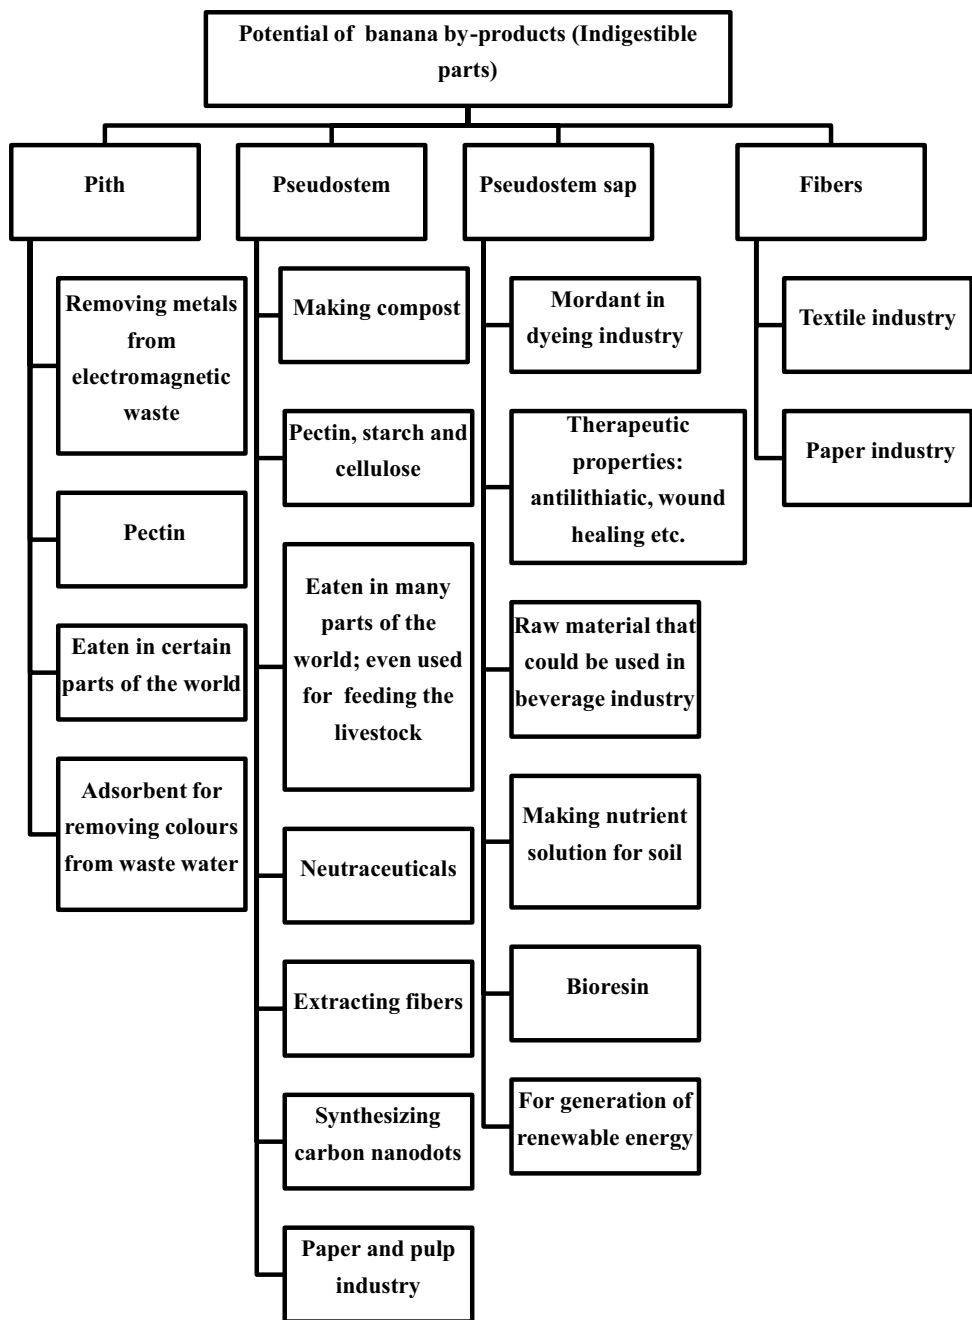 Potential of banana by-products (Indigestible
parts)
Pith
Removing metals
from
electromagnetic
waste
Pectin
Eaten in certain
parts of the world
Adsorbent for
removing colours
from waste water
Pseudostem
Making compost
Pectin, starch and
cellulose
Eaten in many
parts of the
world; even used
for feeding the
livestock
Neutraceuticals
Extracting fibers
Synthesizing
carbon nanodots
Paper and pulp
industry
Pseudostem sap
Mordant in
dyeing industry
Therapeutic
properties:
antilithiatic, wound
healing etc.
Raw material that
could be used in
beverage industry
Making nutrient
solution for soil
Bioresin
For generation of
renewable energy
Fibers
Textile industry
Paper industry